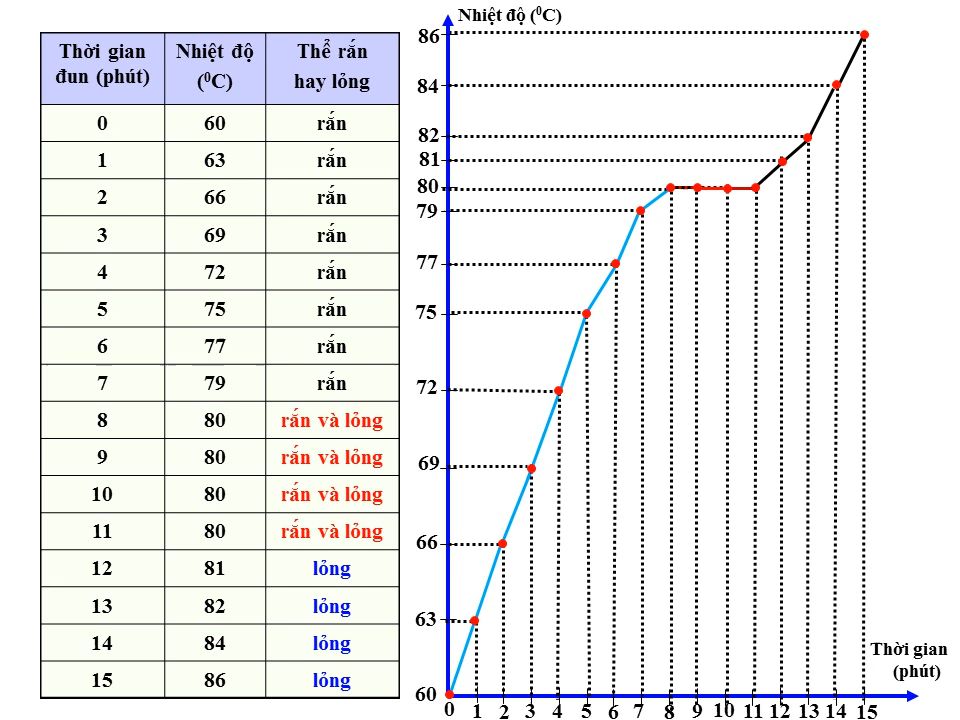 Thời gian đun (phút) Nhiệt độ (⁰C) Thể rắn hay lỏng
0 60 rắn
1 63 rắn
2 66 rắn
3 69 rắn
4 72 rắn
5 75 rắn
6 77 rắn
7 79 rắn
8 80 rắn và lỏng
9 80 rắn và lỏng
10 80 rắn và lỏng
11 80 rắn và lỏng
12 81 lỏng
13 82 lỏng
14 84 lỏng
15 86 lỏng
Nhiệt độ (⁰C)
86
84
82
81
80
79
77
75
72
69
66
63
60
Thời gian
(phút)
0 1 2 3 4 5 6 7 8 9 10 11 12 13 14 15